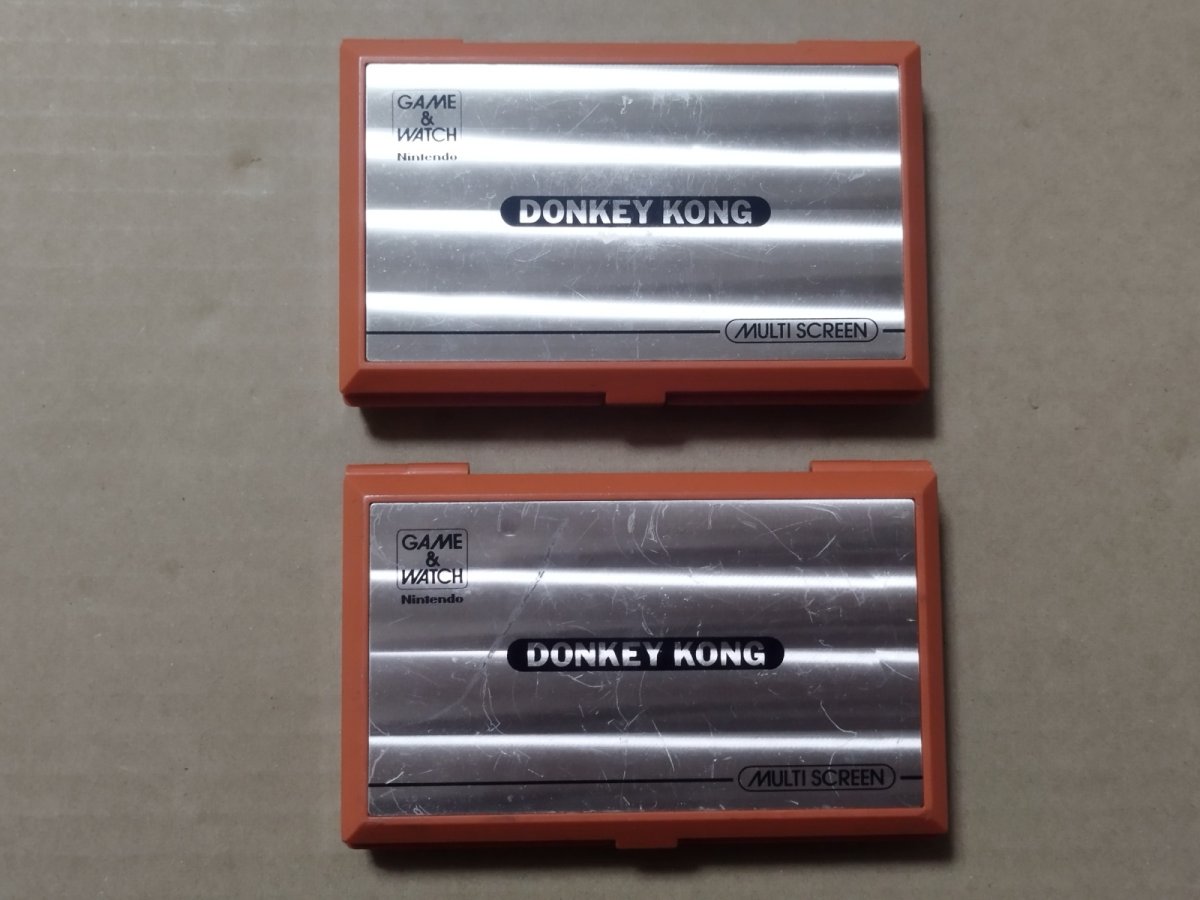 GAME
&
WATCH
Nintendo
DONKEY KONG
MULTI SCREEN
GAME
&
WATCH
Nintendo
DONKEY KONG
MULTI SCREEN